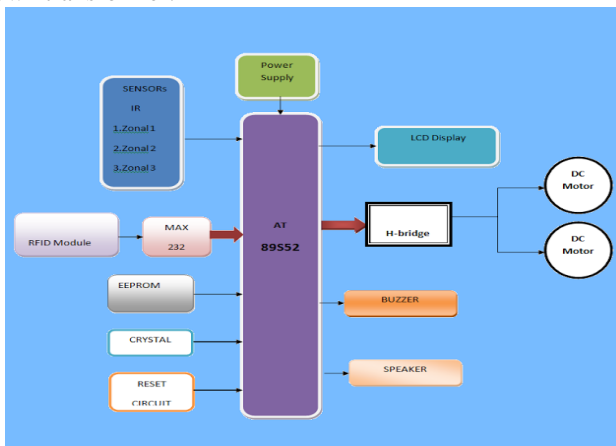 Power
Supply
SENSORs
IR
1.Zonal 1
2.Zonal 2
3.Zonal 3
LCD Display
DC
Motor
RFID Module
MAX
232
AT
89S52
H-bridge
DC
Motor
EEPROM
BUZZER
CRYSTAL
SPEAKER
RESET
CIRCUIT